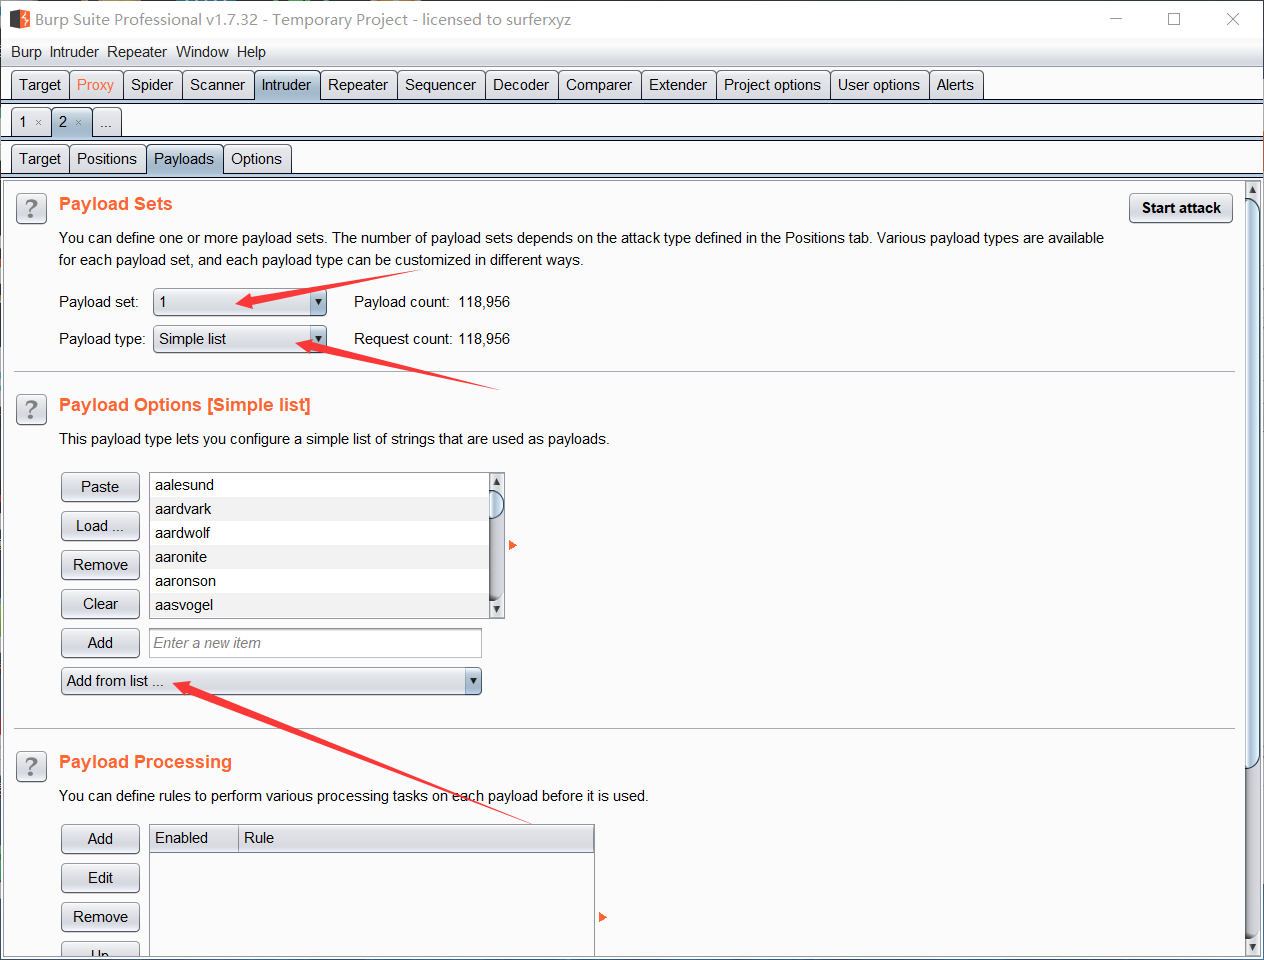 Burp Suite Professional v1.7.32 - Temporary Project - licensed to surferxyz
Burp Intruder Repeater Window Help
Target Proxy Spider Scanner Intruder Repeater Sequencer Decoder Comparer Extender Project options User options Alerts
1 × 2 × ...
Target Positions Payloads Options
? Payload Sets
Start attack
You can define one or more payload sets. The number of payload sets depends on the attack type defined in the Positions tab. Various payload types are available
for each payload set, and each payload type can be customized in different ways.
Payload set: 1 Payload count: 118,956
Payload type: Simple list Request count: 118,956
? Payload Options [Simple list]
This payload type lets you configure a simple list of strings that are used as payloads.
Paste
Load ...
Remove
Clear
aalesund
aardvark
aardwolf
aaronite
aaronson
aasvogel
Add Enter a new item
Add from list ...
? Payload Processing
You can define rules to perform various processing tasks on each payload before it is used.
Add
Edit
Remove
Up
Enabled Rule